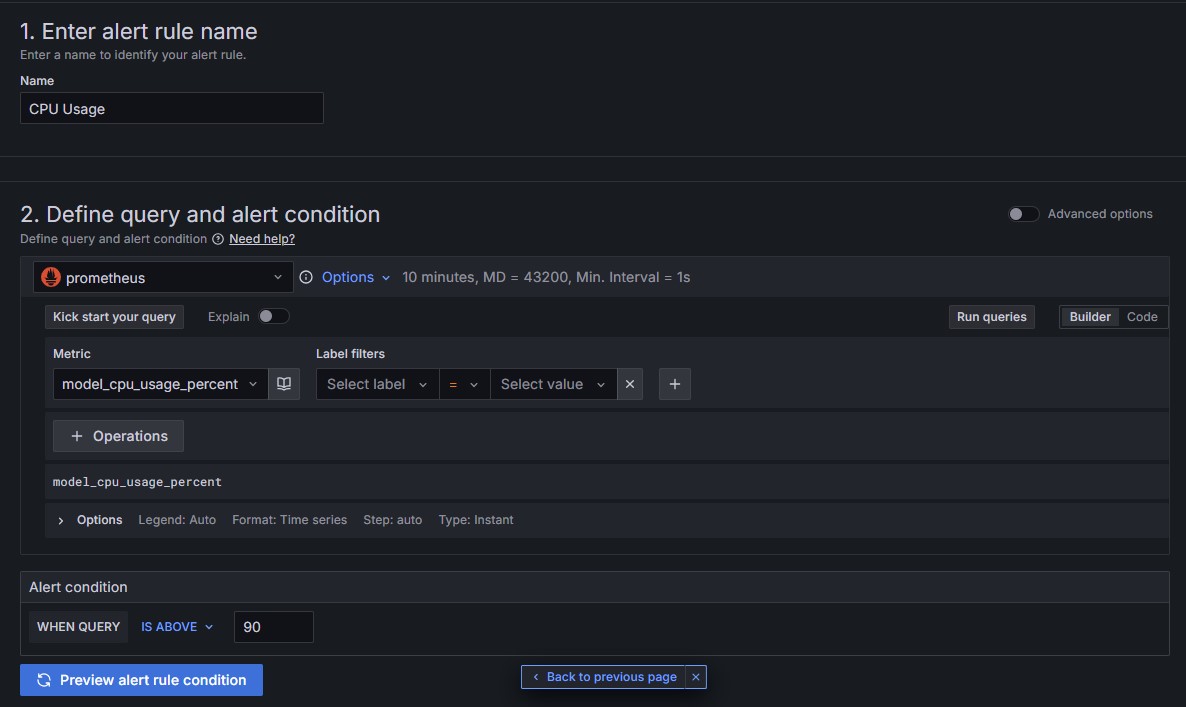 1. Enter alert rule name
Enter a name to identify your alert rule.
Name
CPU Usage
2. Define query and alert condition
Advanced options
Define query and alert condition Need help?
prometheus Options 10 minutes, MD = 43200, Min. Interval = 1s
Kick start your query Explain Run queries Builder Code
Metric Label filters
model_cpu_usage_percent Select label = Select value
+ Operations
model_cpu_usage_percent
Options Legend: Auto Format: Time series Step: auto Type: Instant
Alert condition
WHEN QUERY IS ABOVE 90
Preview alert rule condition
Back to previous page